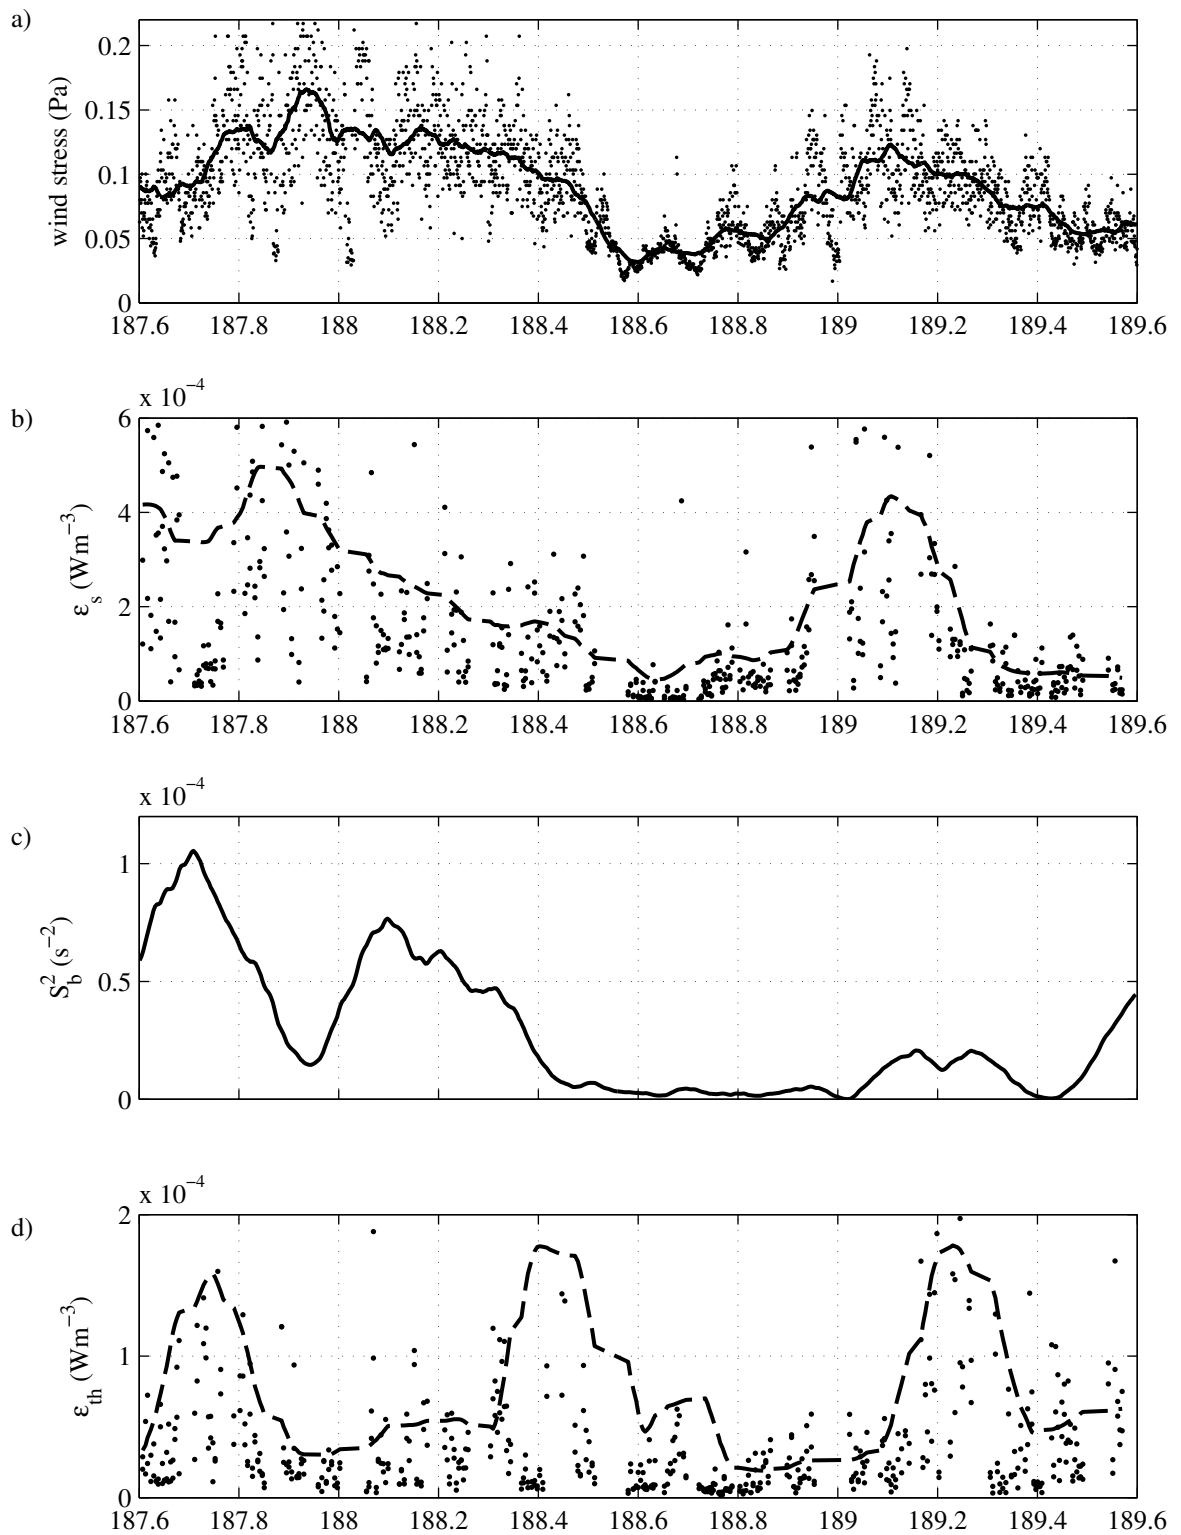 a)
0.2
0.15
0.1
0.05
0
wind stress (Pa)
187.6 187.8 188 188.2 188.4 188.6 188.8 189 189.2 189.4 189.6
x 10⁻⁴
b)
6
4
2
0
ε_s (Wm⁻³)
187.6 187.8 188 188.2 188.4 188.6 188.8 189 189.2 189.4 189.6
x 10⁻⁴
c)
1
0.5
0
S_b² (s⁻²)
x 10⁻⁴
d)
2
1
0
ε_th (Wm⁻³)
187.6 187.8 188 188.2 188.4 188.6 188.8 189 189.2 189.4 189.6